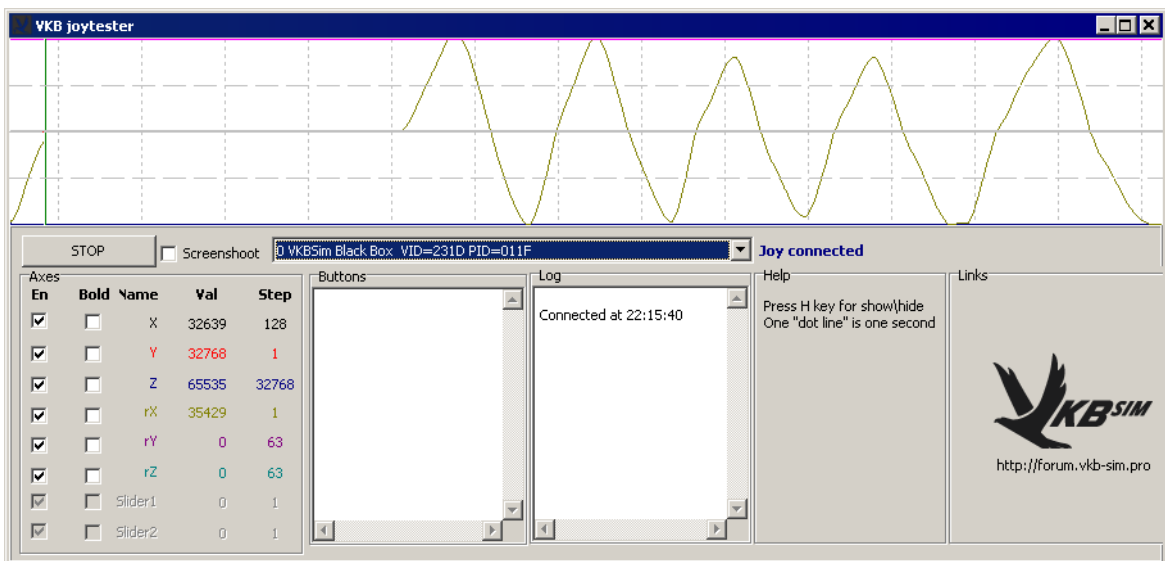 VKB joytester
STOP
Screenshoot
0 VKBSim Black Box VID=231D PID=011F
Joy connected
Axes
En Bold Name Val Step
X 32639 128
Y 32768 1
Z 65535 32768
rX 35429 1
rY 0 63
rZ 0 63
Slider1 0 1
Slider2 0 1
Buttons
Log
Connected at 22:15:40
Help
Press H key for show\hide
One "dot line" is one second
Links
VKB SIM
http://forum.vkb-sim.pro